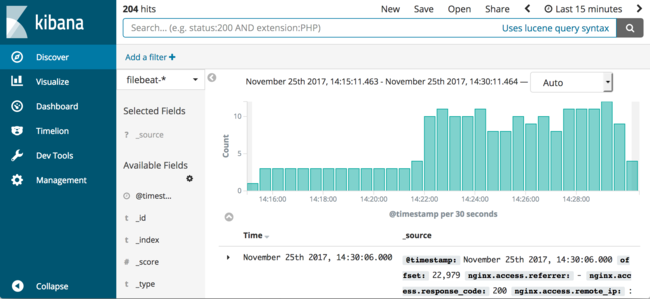 kibana
Discover
Visualize
Dashboard
Timelion
Dev Tools
Management
Collapse
204 hits
New Save Open Share Last 15 minutes
Search... (e.g. status:200 AND extension:PHP) Uses lucene query syntax
Add a filter +
filebeat-*
Selected Fields
? _source
Available Fields
@timest...
t _id
t _index
# _score
t _type
November 25th 2017, 14:15:11.463 - November 25th 2017, 14:30:11.464 — Auto
Count
10
5
0
14:16:00 14:18:00 14:20:00 14:22:00 14:24:00 14:26:00 14:28:00
@timestamp per 30 seconds
Time _source
November 25th 2017, 14:30:06.000 @timestamp: November 25th 2017, 14:30:06.000 of
fset: 22,979 nginx.access.referrer: - nginx.acc
ess.response_code: 200 nginx.access.remote_ip: :